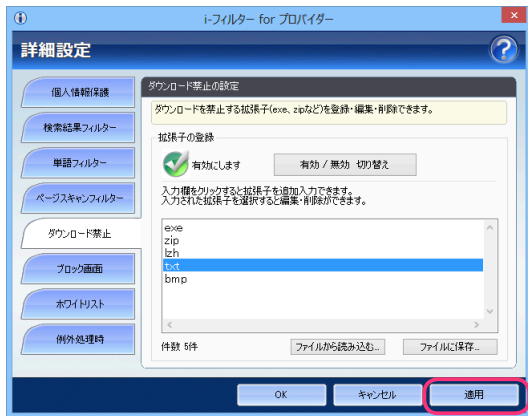 i-フィルター for プロバイダー
詳細設定
個人情報保護
検索結果フィルター
単語フィルター
ページスキャンフィルター
ダウンロード禁止
ブロック画面
ホワイトリスト
例外処理時
ダウンロード禁止の設定
ダウンロードを禁止する拡張子(exe、zipなど)を登録・編集・削除できます。
拡張子の登録
有効にします
有効 / 無効 切り替え
入力欄をクリックすると拡張子を追加入力できます。
入力された拡張子を選択すると編集・削除ができます。
exe
zip
lzh
txt
bmp
件数 5件
ファイルから読み込む...
ファイルに保存...
OK
キャンセル
適用